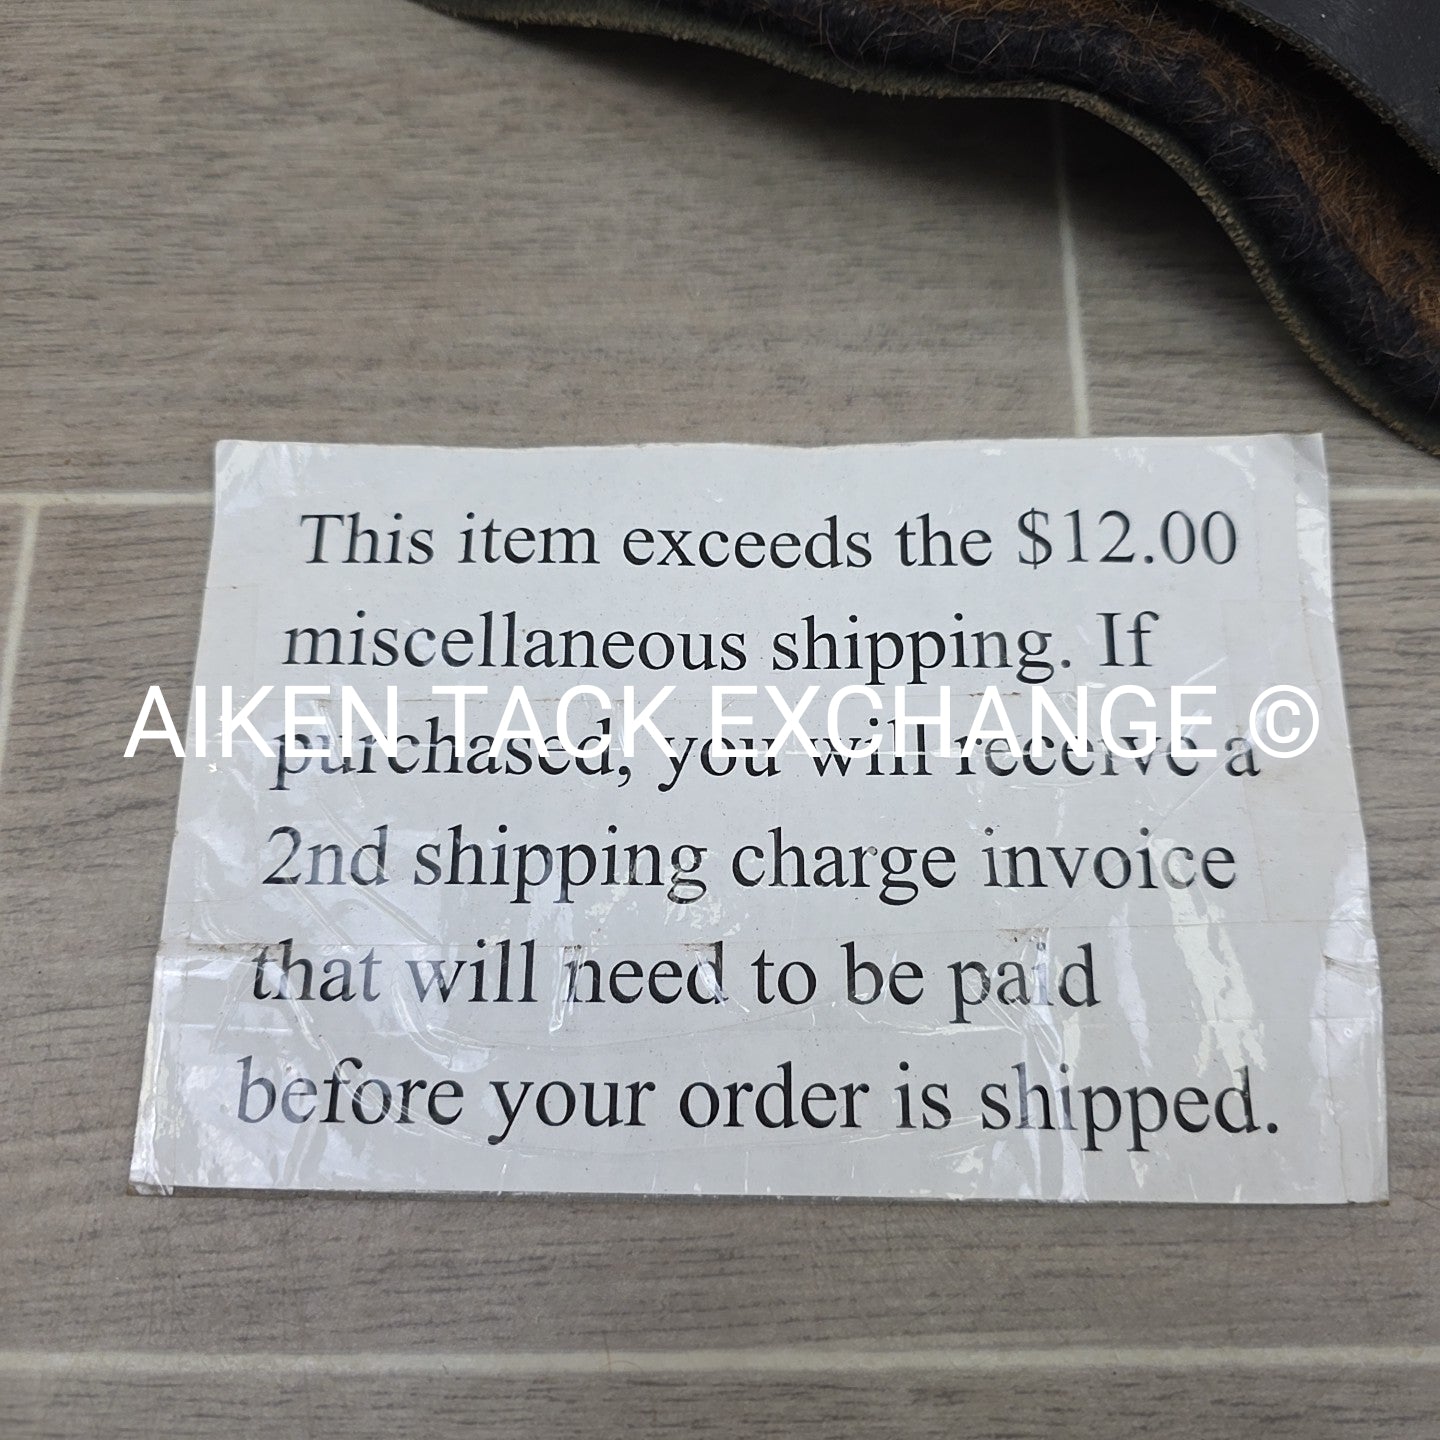 This item exceeds the $12.00
miscellaneous shipping. If
AIKEN TACK EXCHANGE ©
purchased, you will receive a
2nd shipping charge invoice
that will need to be paid
before your order is shipped.